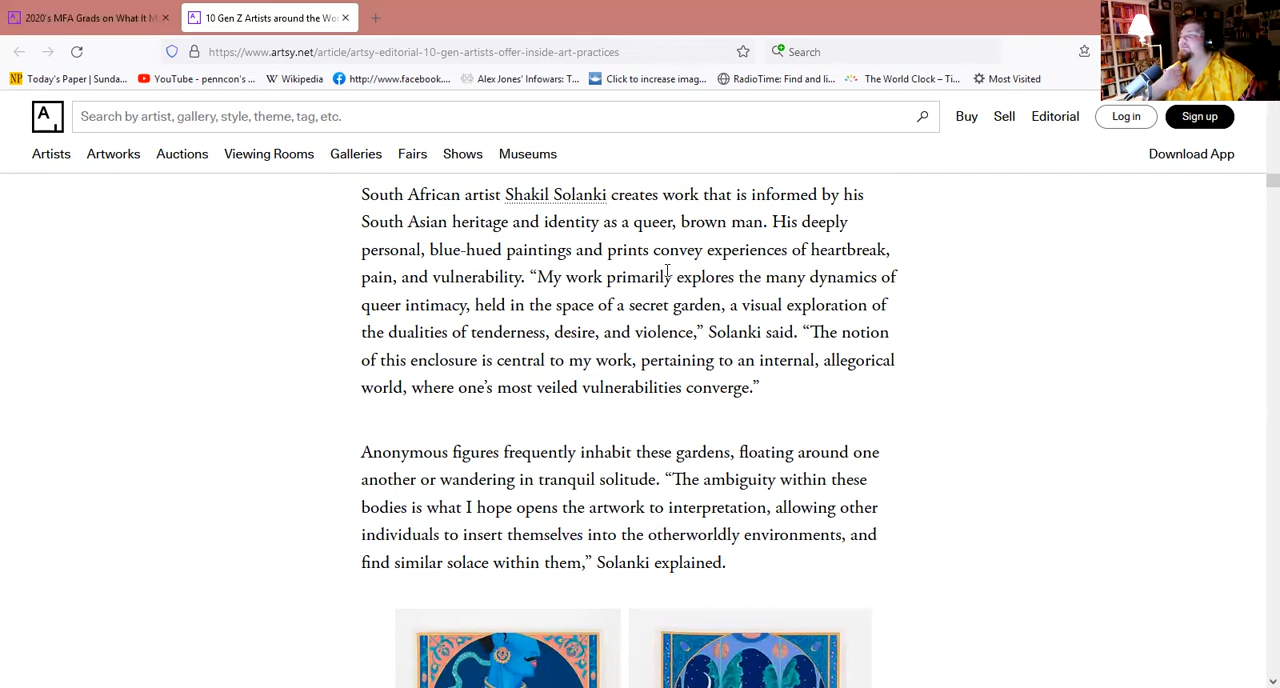 2020's MFA Grads on What It M
10 Gen Z Artists around the Wo
https://www.artsy.net/article/artsy-editorial-10-gen-artists-offer-inside-art-practices
Search
Today's Paper | Sunda...
YouTube - penncon's ...
Wikipedia
http://www.facebook....
Alex Jones' Infowars: T...
Click to increase imag...
RadioTime: Find and li...
The World Clock – Ti...
Most Visited
A
Search by artist, gallery, style, theme, tag, etc.
Buy
Sell
Editorial
Log in
Sign up
Artists
Artworks
Auctions
Viewing Rooms
Galleries
Fairs
Shows
Museums
Download App
South African artist Shakil Solanki creates work that is informed by his
South Asian heritage and identity as a queer, brown man. His deeply
personal, blue-hued paintings and prints convey experiences of heartbreak,
pain, and vulnerability. “My work primarily explores the many dynamics of
queer intimacy, held in the space of a secret garden, a visual exploration of
the dualities of tenderness, desire, and violence,” Solanki said. “The notion
of this enclosure is central to my work, pertaining to an internal, allegorical
world, where one’s most veiled vulnerabilities converge.”
Anonymous figures frequently inhabit these gardens, floating around one
another or wandering in tranquil solitude. “The ambiguity within these
bodies is what I hope opens the artwork to interpretation, allowing other
individuals to insert themselves into the otherworldly environments, and
find similar solace within them,” Solanki explained.